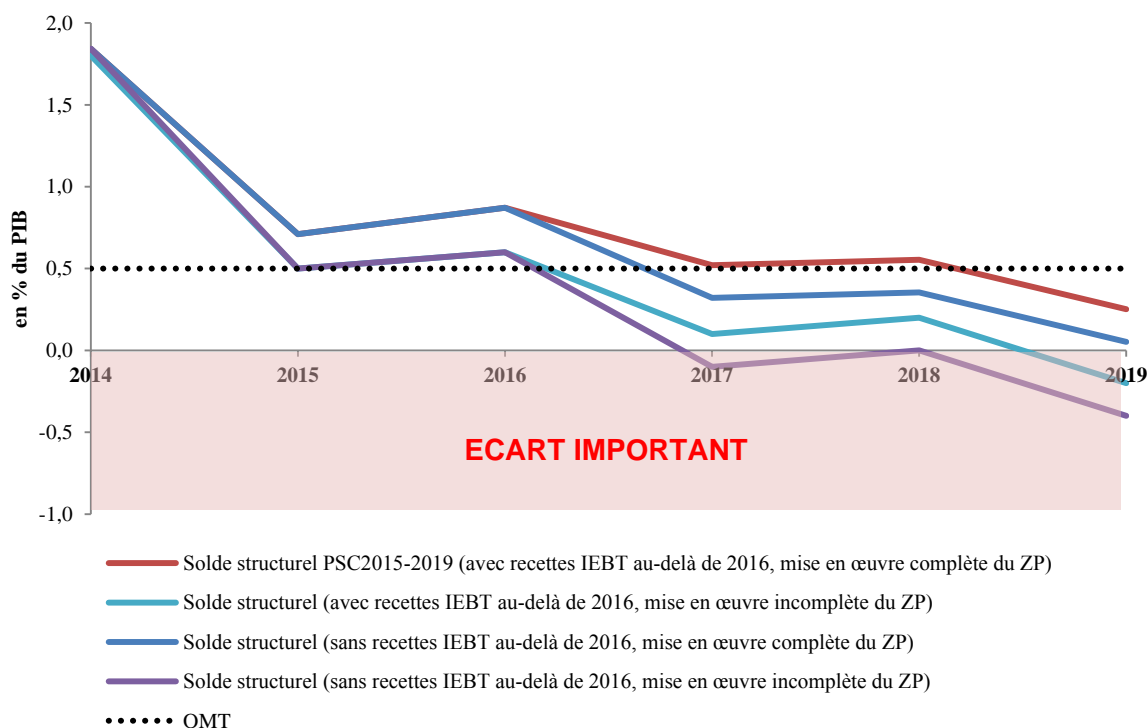 2,0
1,5
1,0
0,5
0,0
-0,5
-1,0
en % du PIB
2014 2015 2016 2017 2018 2019
ECART IMPORTANT
Solde structurel PSC2015-2019 (avec recettes IEBT au-delà de 2016, mise en œuvre complète du ZP)
Solde structurel (avec recettes IEBT au-delà de 2016, mise en œuvre incomplète du ZP)
Solde structurel (sans recettes IEBT au-delà de 2016, mise en œuvre complète du ZP)
Solde structurel (sans recettes IEBT au-delà de 2016, mise en œuvre incomplète du ZP)
OMT